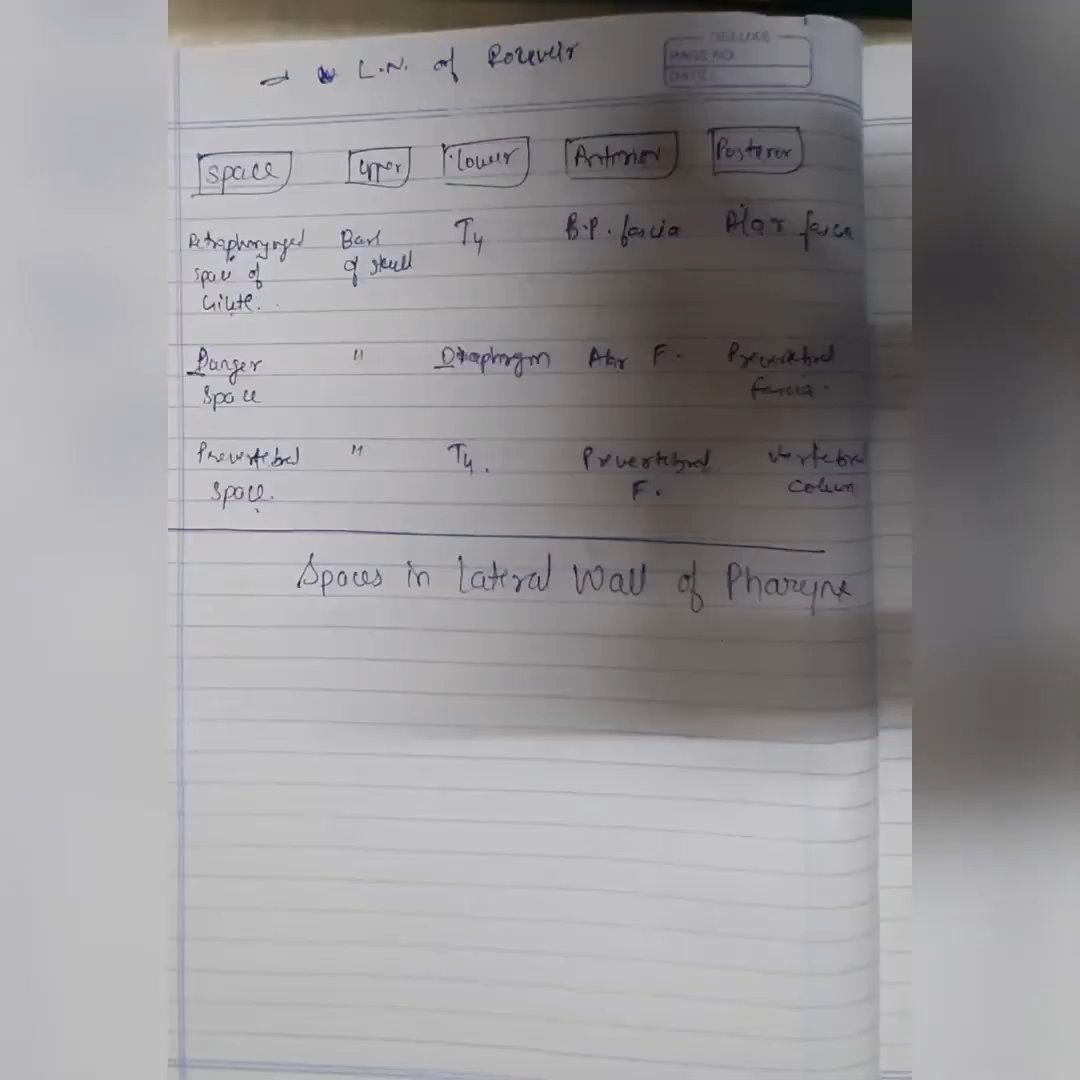 → L.N. of Rouvier
DELUXE
PAGE NO
DATE:
Space Upper Lower Anterior Posterior
Retropharyngeal Base T4 B.P. fascia Alar fascia
space of of skull
Gilute.
Danger " Diaphragm Alar F. Prevertebral
Space fascia.
Prevertebral " T4. Prevertebral vertebral
Space. F. Column
Spaces in Lateral Wall of Pharynx